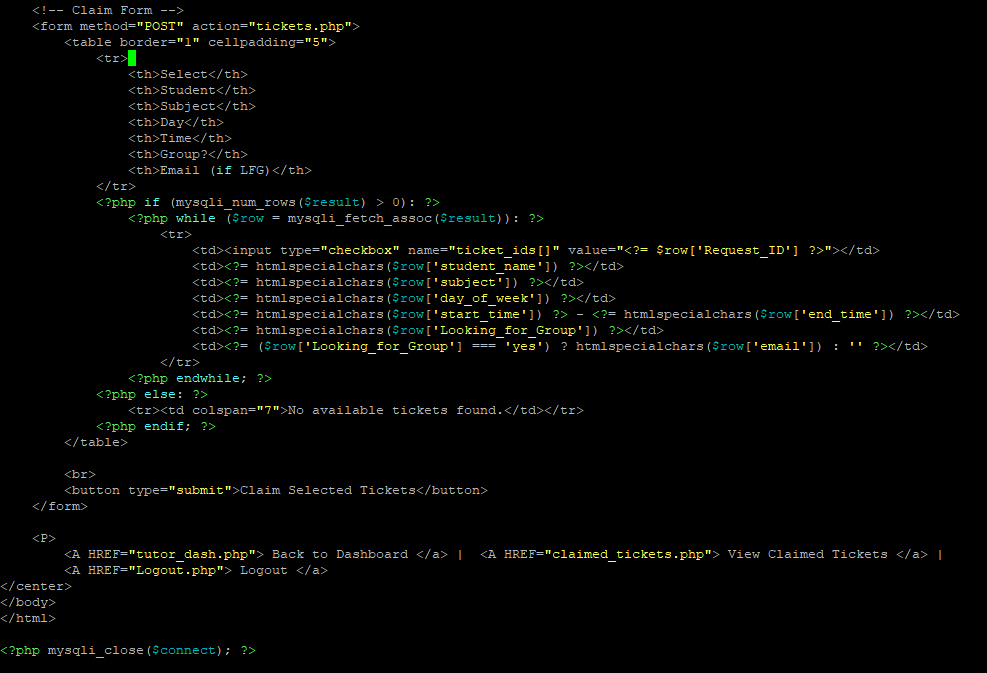 <!-- Claim Form -->
<form method="POST" action="tickets.php">
<table border="1" cellpadding="5">
<tr>
<th>Select</th>
<th>Student</th>
<th>Subject</th>
<th>Day</th>
<th>Time</th>
<th>Group?</th>
<th>Email (if LFG)</th>
</tr>
<?php if (mysqli_num_rows($result) > 0): ?>
<?php while ($row = mysqli_fetch_assoc($result)): ?>
<tr>
<td><input type="checkbox" name="ticket_ids[]" value="<?= $row['Request_ID'] ?>"></td>
<td><?= htmlspecialchars($row['student_name']) ?></td>
<td><?= htmlspecialchars($row['subject']) ?></td>
<td><?= htmlspecialchars($row['day_of_week']) ?></td>
<td><?= htmlspecialchars($row['start_time']) ?> - <?= htmlspecialchars($row['end_time']) ?></td>
<td><?= htmlspecialchars($row['Looking_for_Group']) ?></td>
<td><?= ($row['Looking_for_Group'] === 'yes') ? htmlspecialchars($row['email']) : '' ?></td>
</tr>
<?php endwhile; ?>
<?php else: ?>
<tr><td colspan="7">No available tickets found.</td></tr>
<?php endif; ?>
</table>
<br>
<button type="submit">Claim Selected Tickets</button>
</form>
<P>
<A HREF="tutor_dash.php"> Back to Dashboard </a> |  <A HREF="claimed_tickets.php"> View Claimed Tickets </a> |
<A HREF="Logout.php"> Logout </a>
</center>
</body>
</html>
<?php mysqli_close($connect); ?>